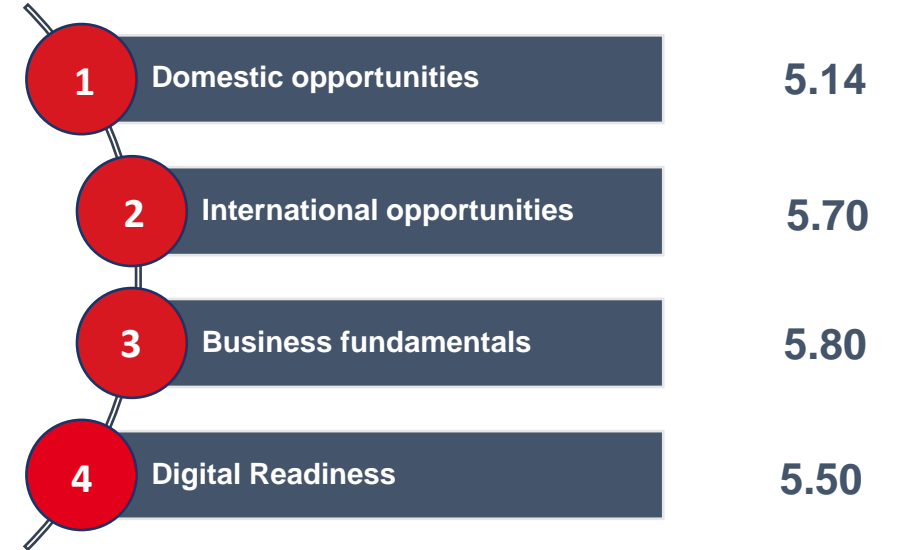 1 Domestic opportunities 5.14
2 International opportunities 5.70
3 Business fundamentals 5.80
4 Digital Readiness 5.50